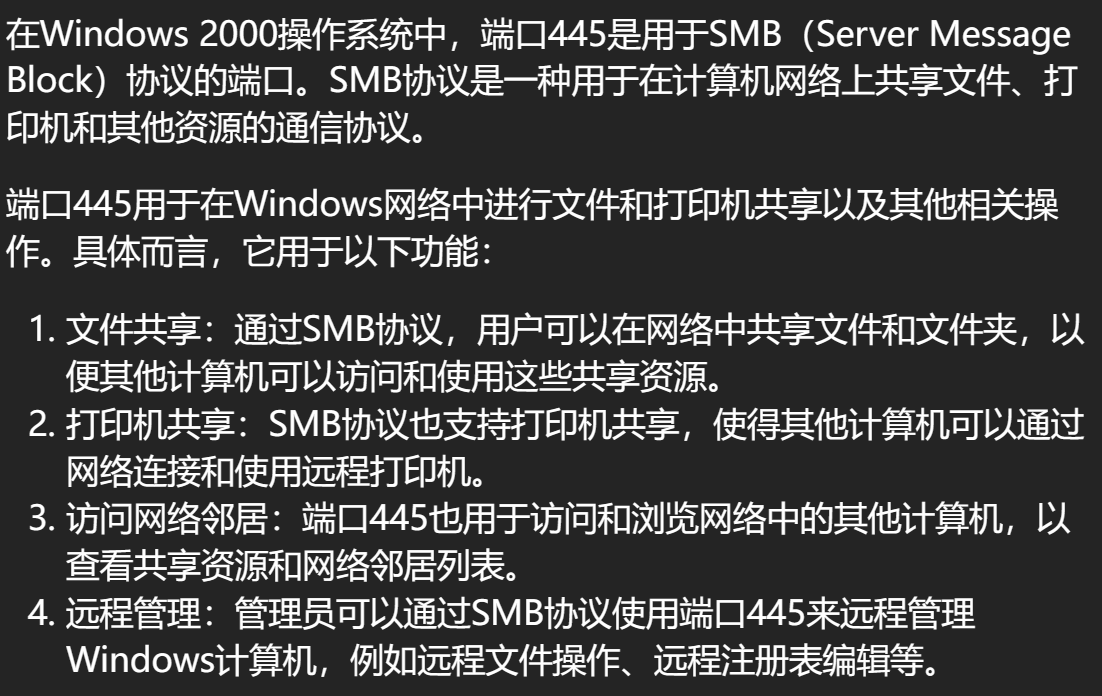 在Windows 2000操作系统中，端口445是用于SMB（Server Message
Block）协议的端口。SMB协议是一种用于在计算机网络上共享文件、打
印机和其他资源的通信协议。
端口445用于在Windows网络中进行文件和打印机共享以及其他相关操
作。具体而言，它用于以下功能：
1. 文件共享：通过SMB协议，用户可以在网络中共享文件和文件夹，以
便其他计算机可以访问和使用这些共享资源。
2. 打印机共享：SMB协议也支持打印机共享，使得其他计算机可以通过
网络连接和使用远程打印机。
3. 访问网络邻居：端口445也用于访问和浏览网络中的其他计算机，以
查看共享资源和网络邻居列表。
4. 远程管理：管理员可以通过SMB协议使用端口445来远程管理
Windows计算机，例如远程文件操作、远程注册表编辑等。